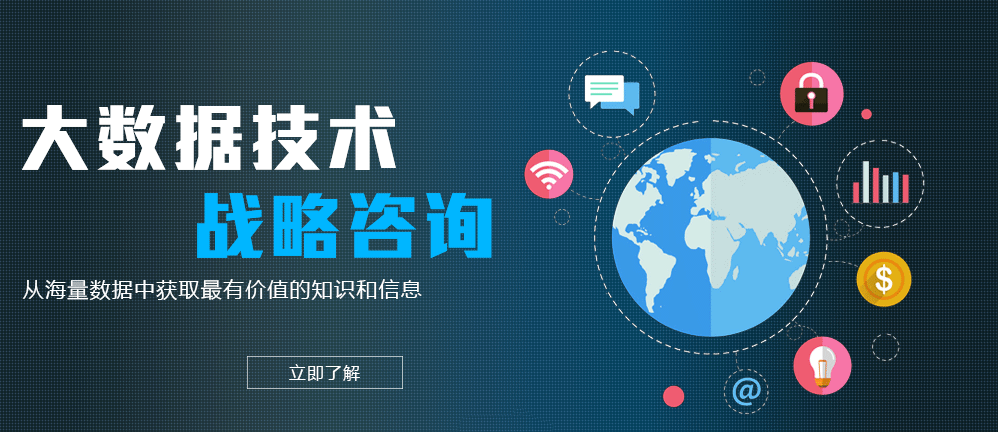 大数据技术
战略咨询
从海量数据中获取最有价值的知识和信息
立即了解
$
@